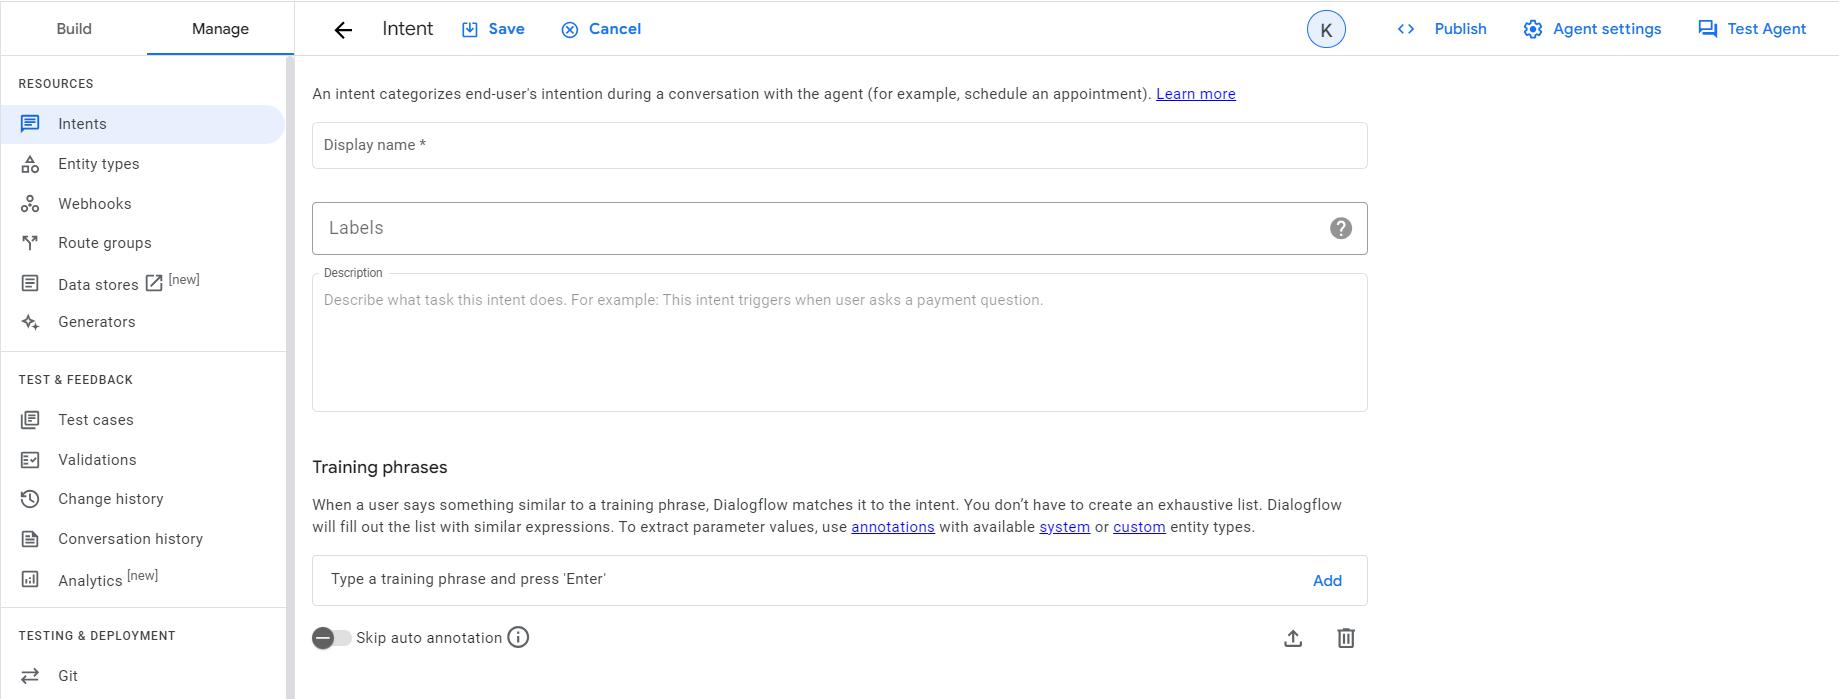 Build
Manage
Intent
Save
Cancel
K
Publish
Agent settings
Test Agent
RESOURCES
Intents
Entity types
Webhooks
Route groups
Data stores [new]
Generators
TEST & FEEDBACK
Test cases
Validations
Change history
Conversation history
Analytics [new]
TESTING & DEPLOYMENT
Git
An intent categorizes end-user's intention during a conversation with the agent (for example, schedule an appointment). Learn more
Display name *
Labels
Description
Describe what task this intent does. For example: This intent triggers when user asks a payment question.
Training phrases
When a user says something similar to a training phrase, Dialogflow matches it to the intent. You don’t have to create an exhaustive list. Dialogflow
will fill out the list with similar expressions. To extract parameter values, use annotations with available system or custom entity types.
Type a training phrase and press 'Enter'
Add
Skip auto annotation